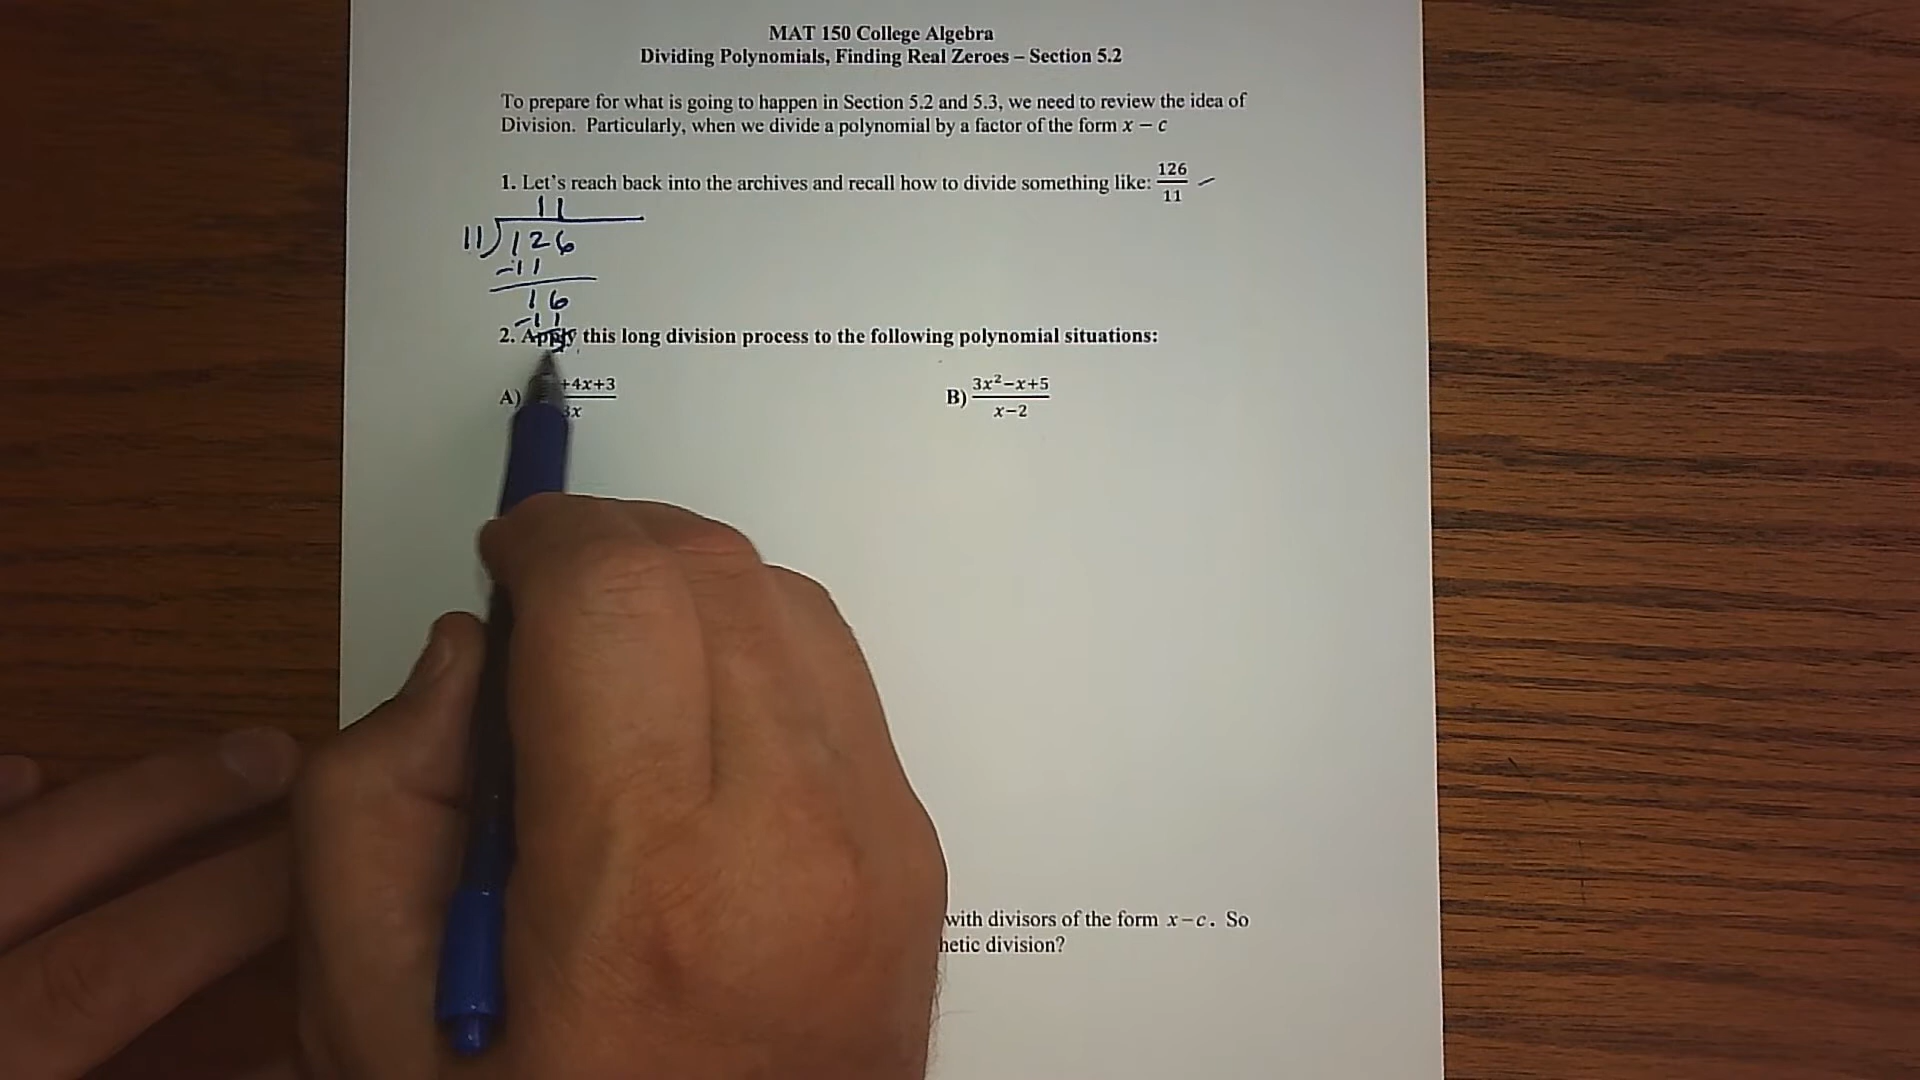 MAT 150 College Algebra
Dividing Polynomials, Finding Real Zeroes – Section 5.2
To prepare for what is going to happen in Section 5.2 and 5.3, we need to review the idea of
Division. Particularly, when we divide a polynomial by a factor of the form x – c
1. Let's reach back into the archives and recall how to divide something like: 126/11
11
11)126
-11
16
-11
5
2. Apply this long division process to the following polynomial situations:
A) +4x+3/3x
B) 3x²−x+5/x−2
with divisors of the form x−c. So
hetic division?